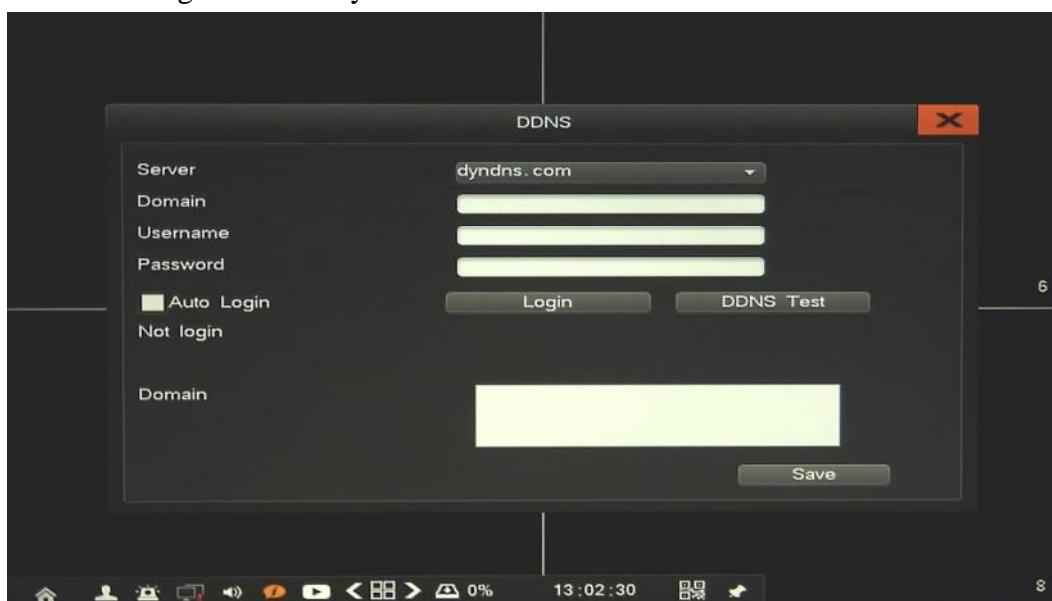 DDNS
Server dyndns.com
Domain
Username
Password
Auto Login Login DDNS Test
6
Not login
Domain
Save
0% 13:02:30
8